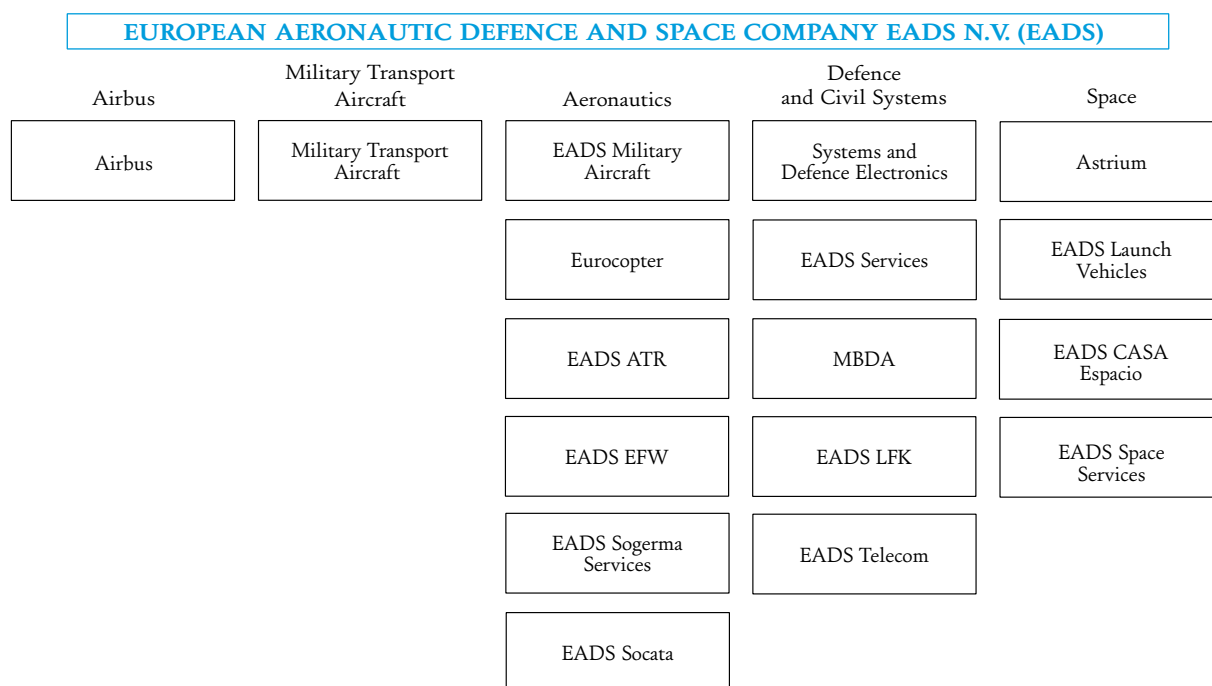 EUROPEAN AERONAUTIC DEFENCE AND SPACE COMPANY EADS N.V. (EADS)
Airbus
Military Transport
Aircraft
Aeronautics
Defence
and Civil Systems
Space
Airbus
Military Transport
Aircraft
EADS Military
Aircraft
Systems and
Defence Electronics
Astrium
Eurocopter
EADS Services
EADS Launch
Vehicles
EADS ATR
MBDA
EADS CASA
Espacio
EADS EFW
EADS LFK
EADS Space
Services
EADS Sogerma
Services
EADS Telecom
EADS Socata